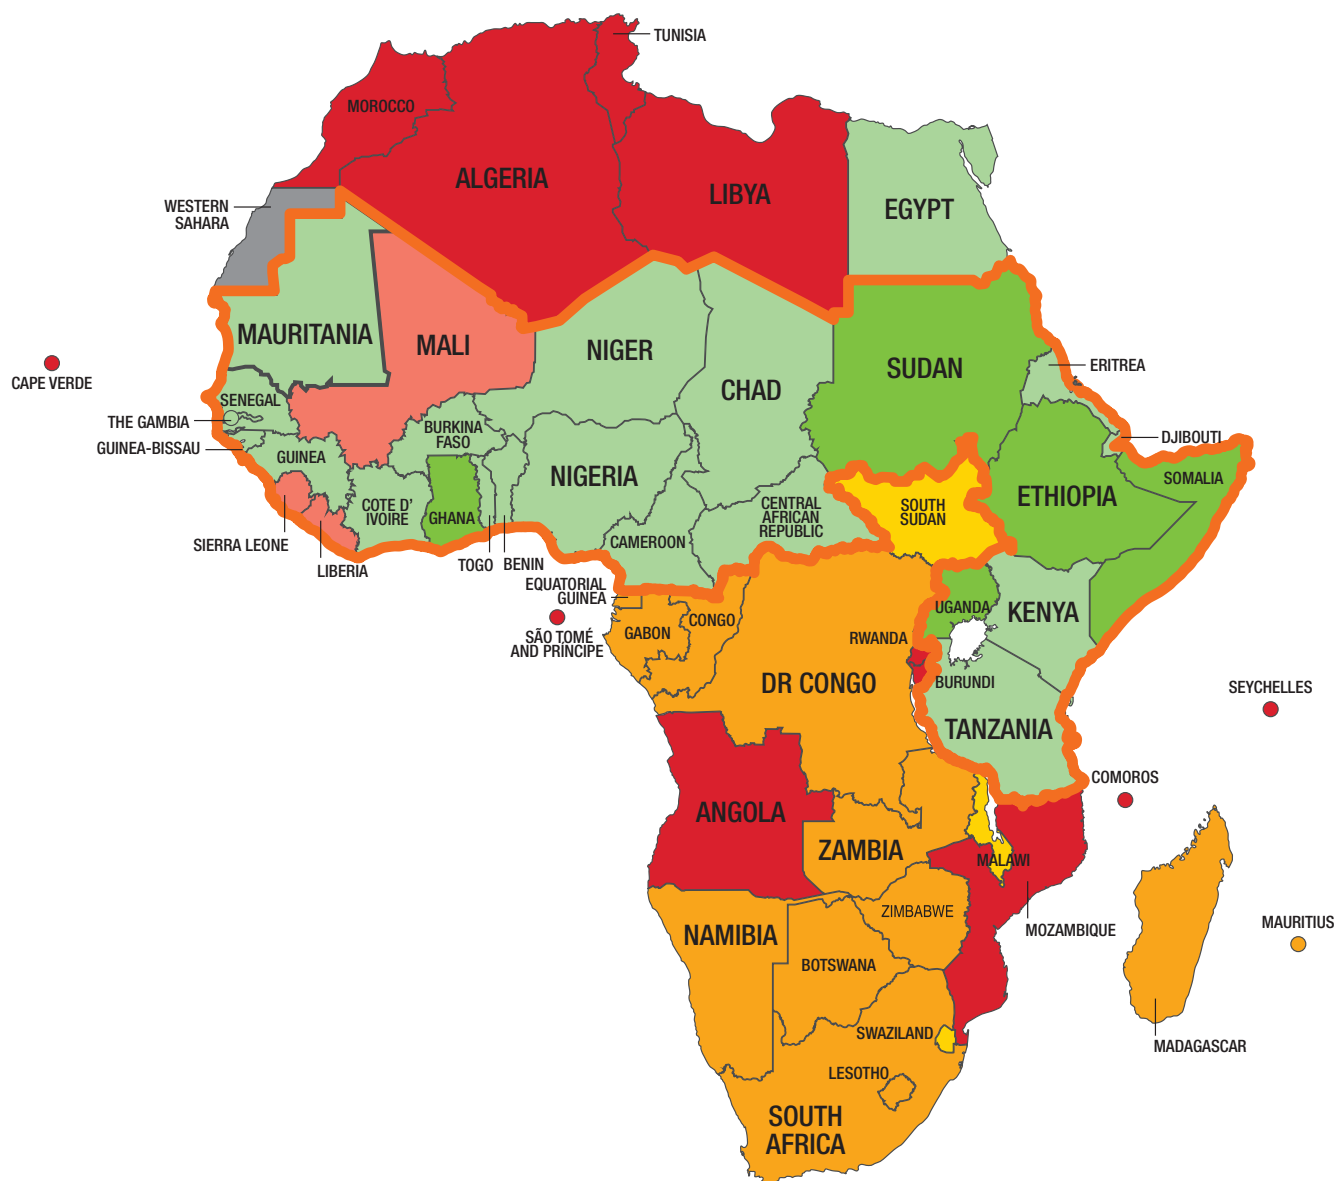 TUNISIA
MOROCCO
ALGERIA
LIBYA
EGYPT
WESTERN
SAHARA
MAURITANIA
MALI
NIGER
CHAD
SUDAN
ERITREA
CAPE VERDE
SENEGAL
THE GAMBIA
BURKINA
FASO
DJIBOUTI
GUINEA-BISSAU
GUINEA
NIGERIA
SOMALIA
ETHIOPIA
COTE D'
IVOIRE
GHANA
CENTRAL
AFRICAN
REPUBLIC
SOUTH
SUDAN
SIERRA LEONE
CAMEROON
LIBERIA
TOGO
BENIN
EQUATORIAL
GUINEA
UGANDA
KENYA
CONGO
GABON
SÃO TOMÉ
AND PRÍNCIPE
RWANDA
DR CONGO
BURUNDI
SEYCHELLES
TANZANIA
COMOROS
ANGOLA
ZAMBIA
MALAWI
ZIMBABWE
MOZAMBIQUE
MAURITIUS
NAMIBIA
BOTSWANA
SWAZILAND
MADAGASCAR
LESOTHO
SOUTH
AFRICA